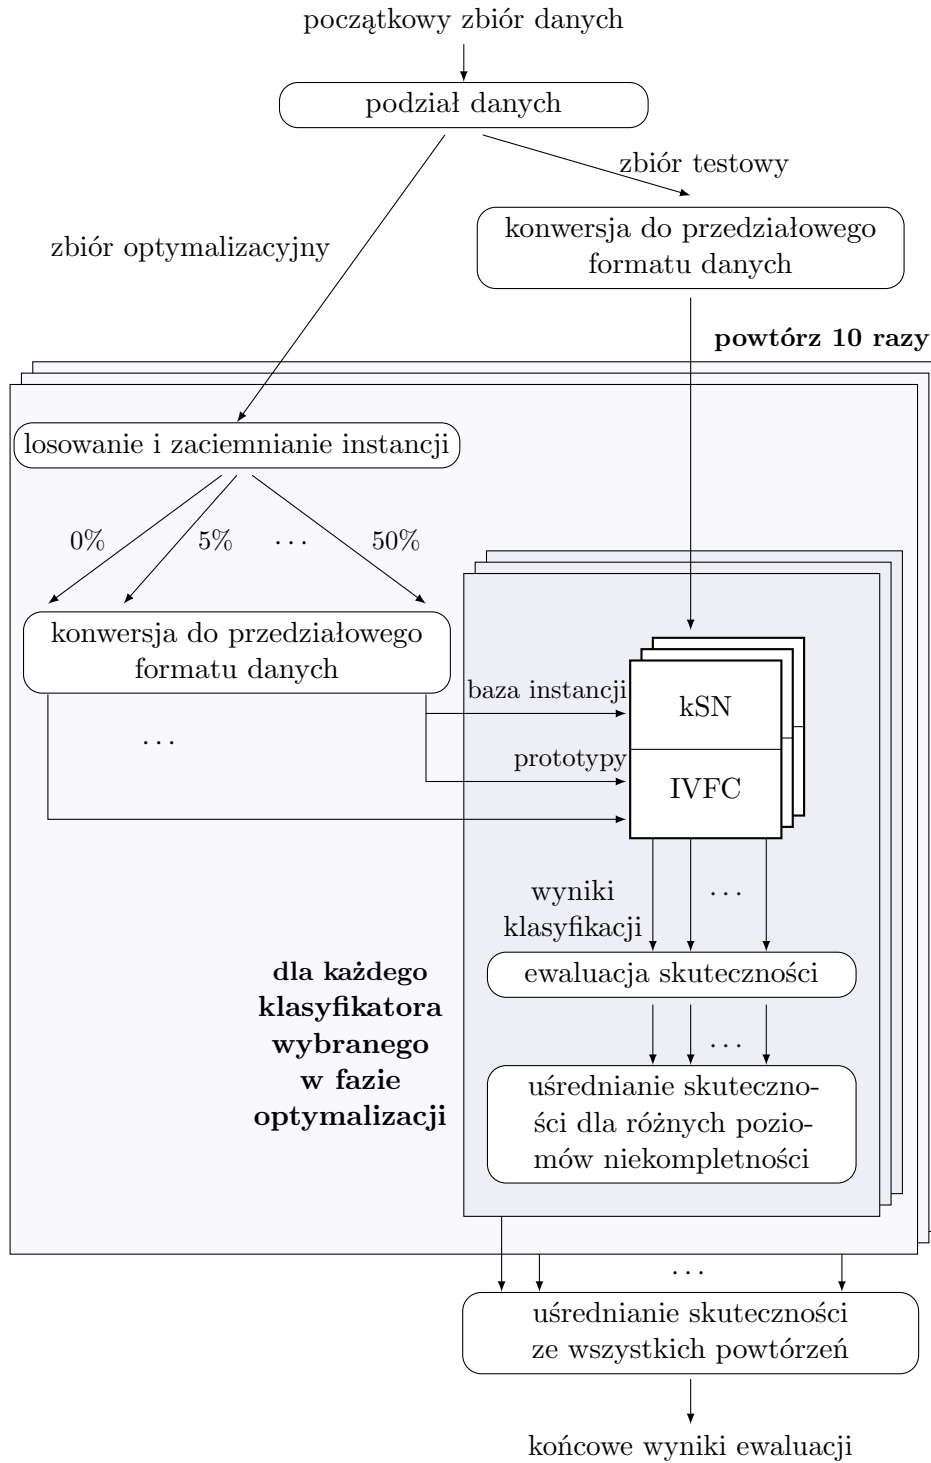 początkowy zbiór danych
podział danych
zbiór testowy
zbiór optymalizacyjny
konwersja do przedziałowego
formatu danych
powtórz 10 razy
losowanie i zaciemnianie instancji
0%
5%
...
50%
konwersja do przedziałowego
formatu danych
...
baza instancji
kSN
prototypy
IVFC
wyniki
klasyfikacji
...
ewaluacja skuteczności
...
dla każdego
klasyfikatora
wybranego
w fazie
optymalizacji
uśrednianie skuteczno-
ści dla różnych pozio-
mów niekompletności
...
uśrednianie skuteczności
ze wszystkich powtórzeń
końcowe wyniki ewaluacji